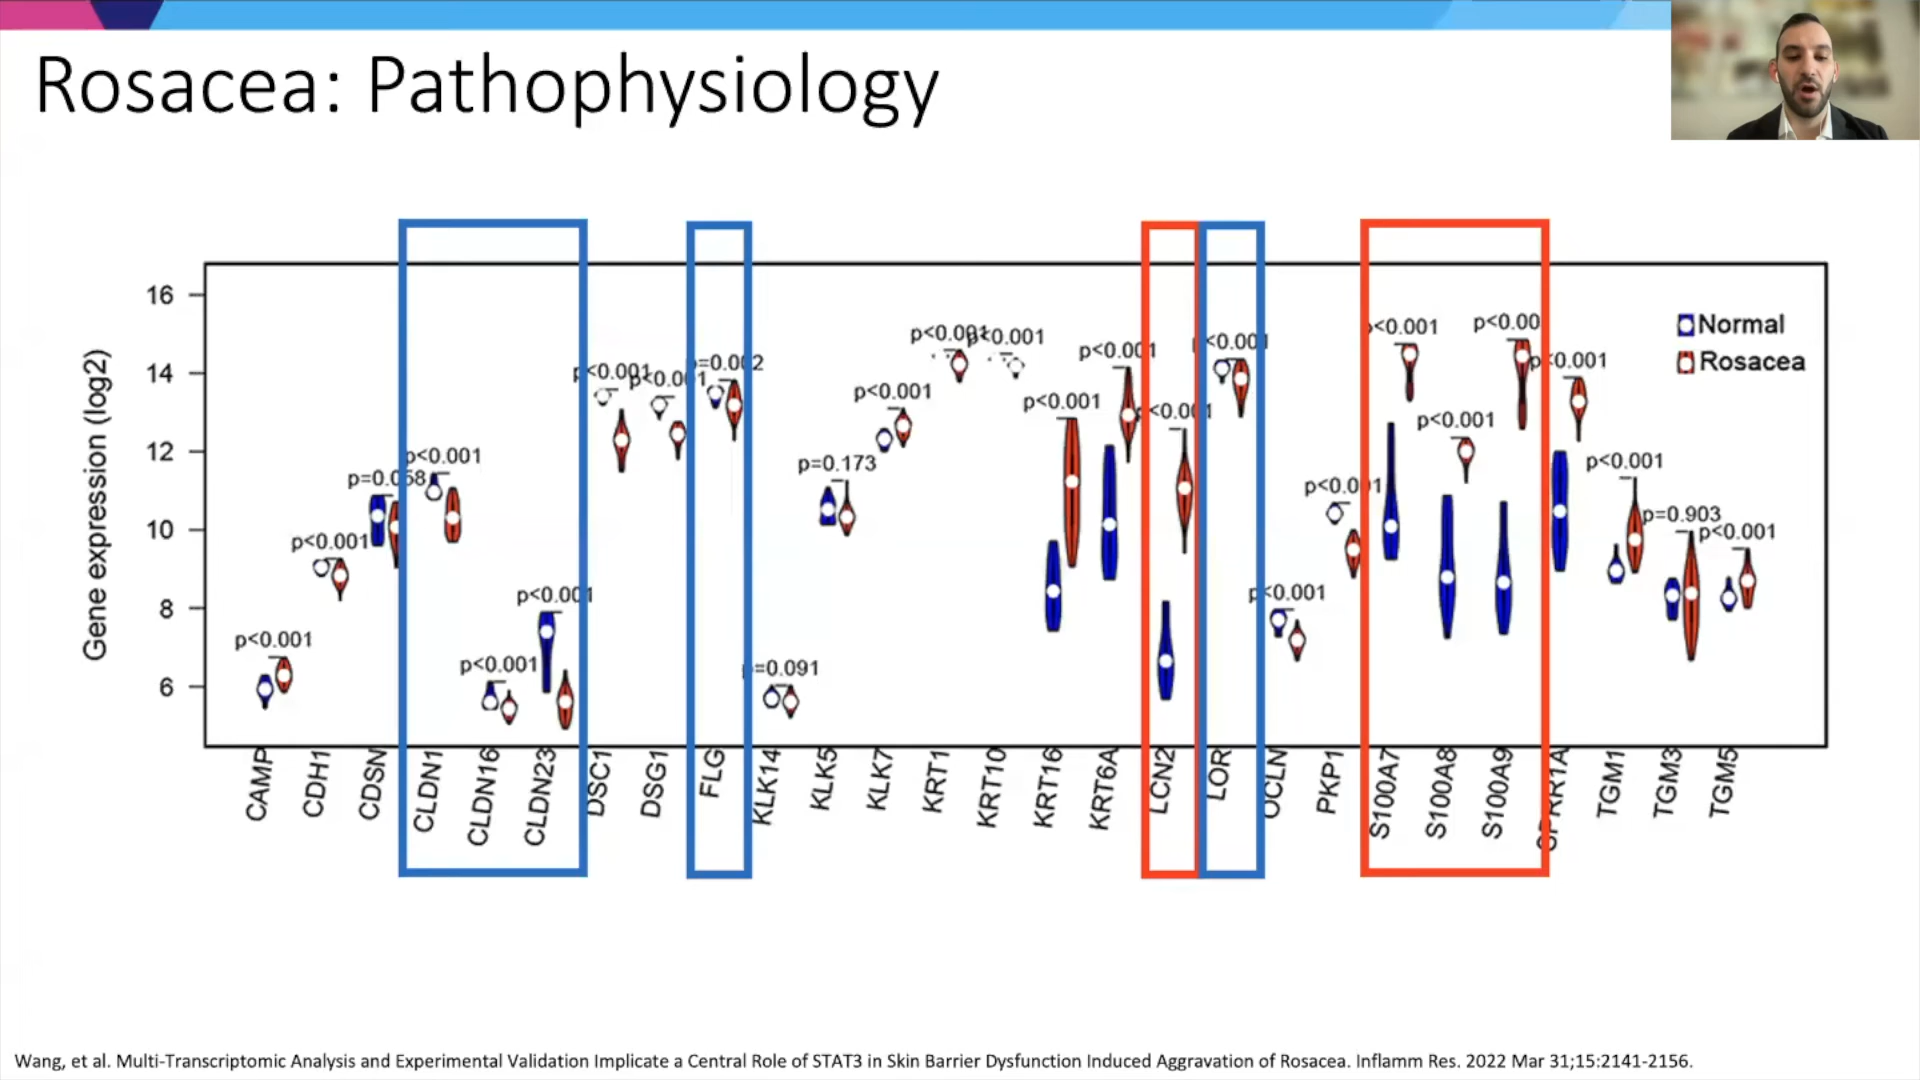 Rosacea: Pathophysiology
Gene expression (log2)
16
14
12
10
8
6
p<0.001
p<0.001
p=0.068
p<0.001
p<0.001
p<0.001
p<0.001
p<0.001
p=0.002
p=0.091
p=0.173
p<0.001
p<0.001
p<0.001
p<0.001
p<0.001
p<0.001
p<0.001
p<0.001
p<0.001
p<0.001
p<0.001
p<0.00
p<0.001
p<0.001
p=0.903
p<0.001
Normal
Rosacea
CAMP
CDH1
CDSN
CLDN1
CLDN16
CLDN23
DSC1
DSG1
FLG
KLK14
KLK5
KLK7
KRT1
KRT10
KRT16
KRT6A
LCN2
LOR
OCLN
PKP1
S100A7
S100A8
S100A9
SPRR1A
TGM1
TGM3
TGM5
Wang, et al. Multi-Transcriptomic Analysis and Experimental Validation Implicate a Central Role of STAT3 in Skin Barrier Dysfunction Induced Aggravation of Rosacea. Inflamm Res. 2022 Mar 31;15:2141-2156.